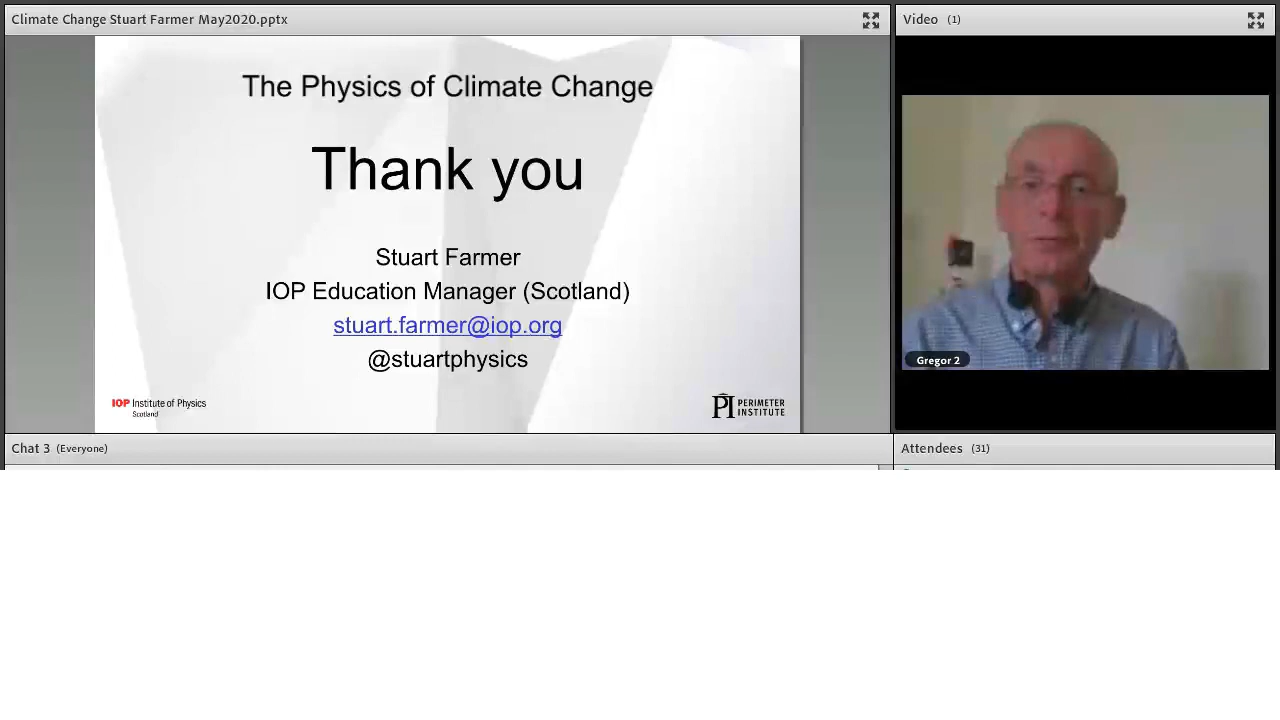 Climate Change Stuart Farmer May2020.pptx
Video (1)
The Physics of Climate Change
Thank you
Stuart Farmer
IOP Education Manager (Scotland)
stuart.farmer@iop.org
@stuartphysics
IOP Institute of Physics
Scotland
PI PERIMETER
INSTITUTE
Gregor 2
Chat 3 (Everyone)
Attendees (31)